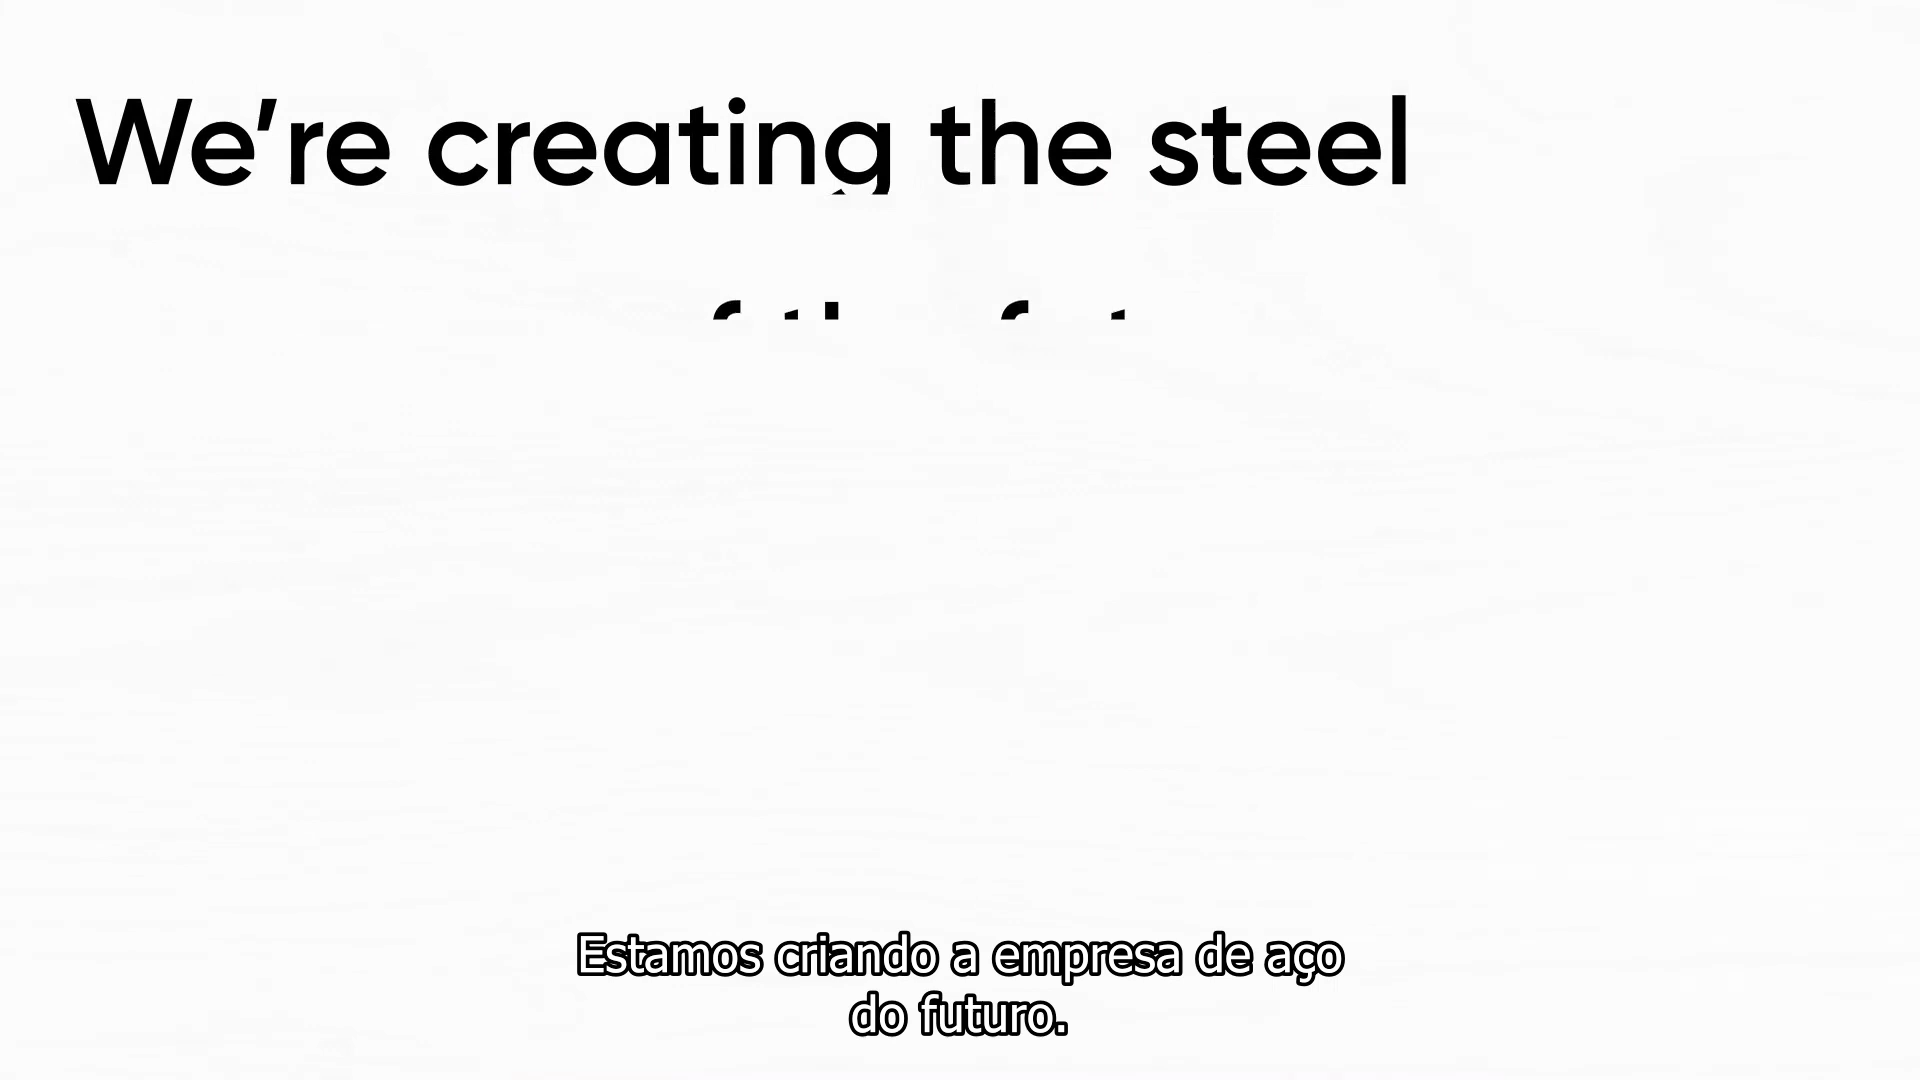 We're creating the steel
Estamos criando a empresa de aço
do futuro.